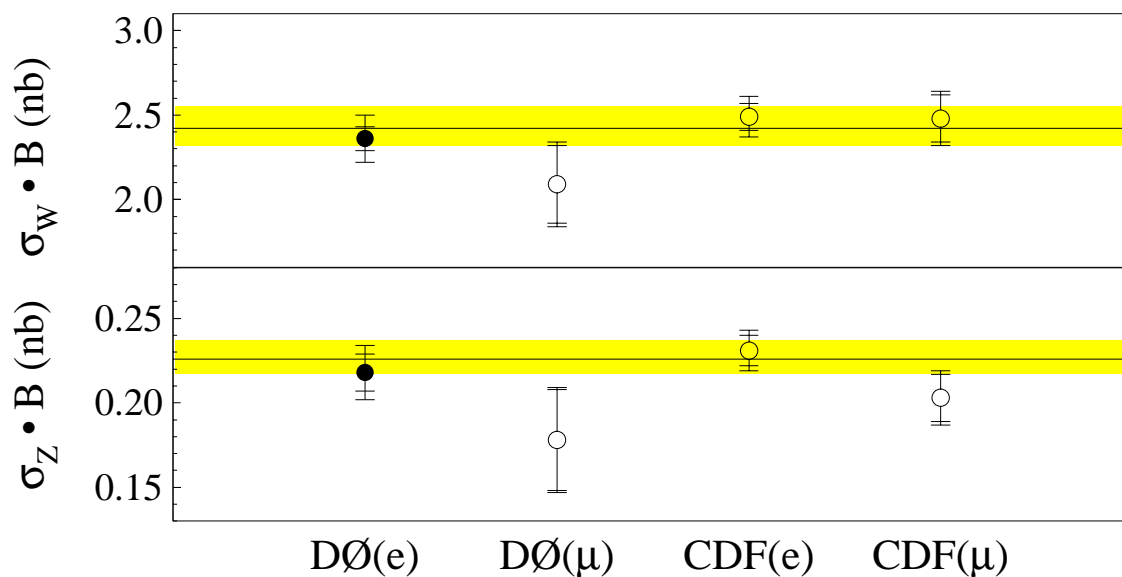 σW • B (nb)
3.0
2.5
2.0
σZ • B (nb)
0.25
0.20
0.15
DØ(e) DØ(μ) CDF(e) CDF(μ)